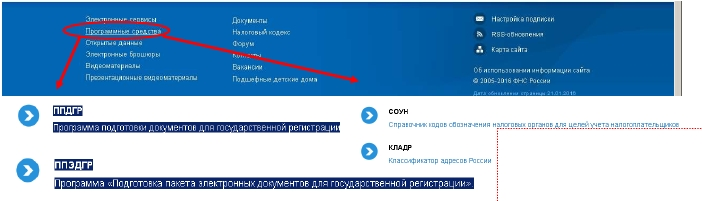 Электронные сервисы
Программные средства
Открытые данные
Электронные брошюры
Видеоматериалы
Презентационные видеоматериалы
Документы
Налоговый кодекс
Форум
Контакты
Вакансии
Подшефные детские дома
Настройка подписки
RSS-обновления
Карта сайта
Об использовании информации сайта
© 2005-2016 ФНС России
Дата обновления страницы 21.01.2016
ППДГР
Программа подготовки документов для государственной регистрации
ППЭДГР
Программа «Подготовка пакета электронных документов для государственной регистрации».
СОУН
Справочник кодов обозначения налоговых органов для целей учета налогоплательщиков
КЛАДР
Классификатор адресов России